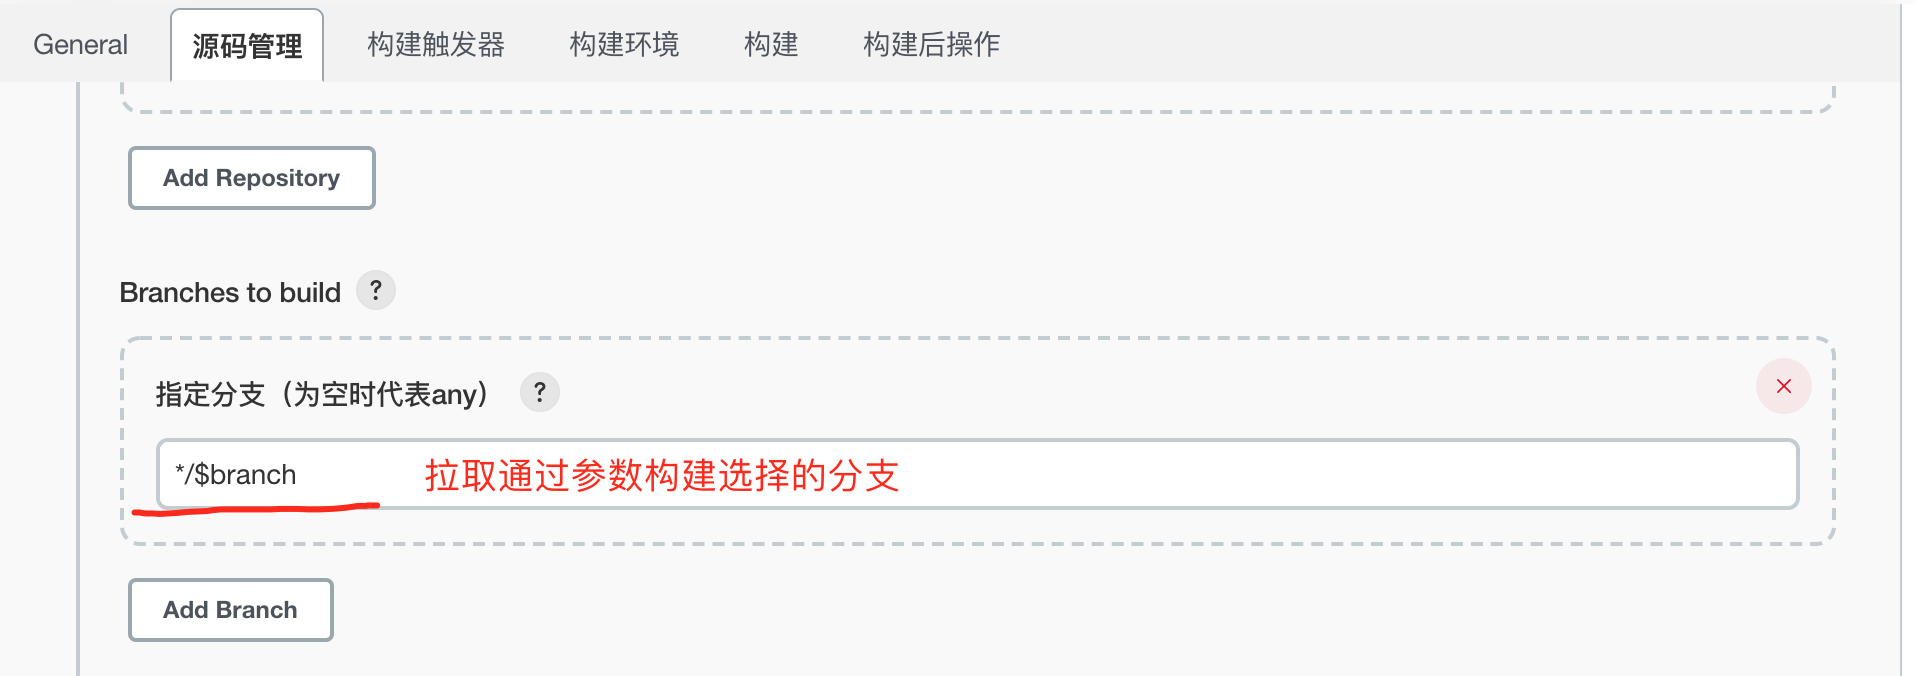 General 源码管理 构建触发器 构建环境 构建 构建后操作
Add Repository
Branches to build ?
指定分支（为空时代表any） ?
*/$branch 拉取通过参数构建选择的分支
Add Branch